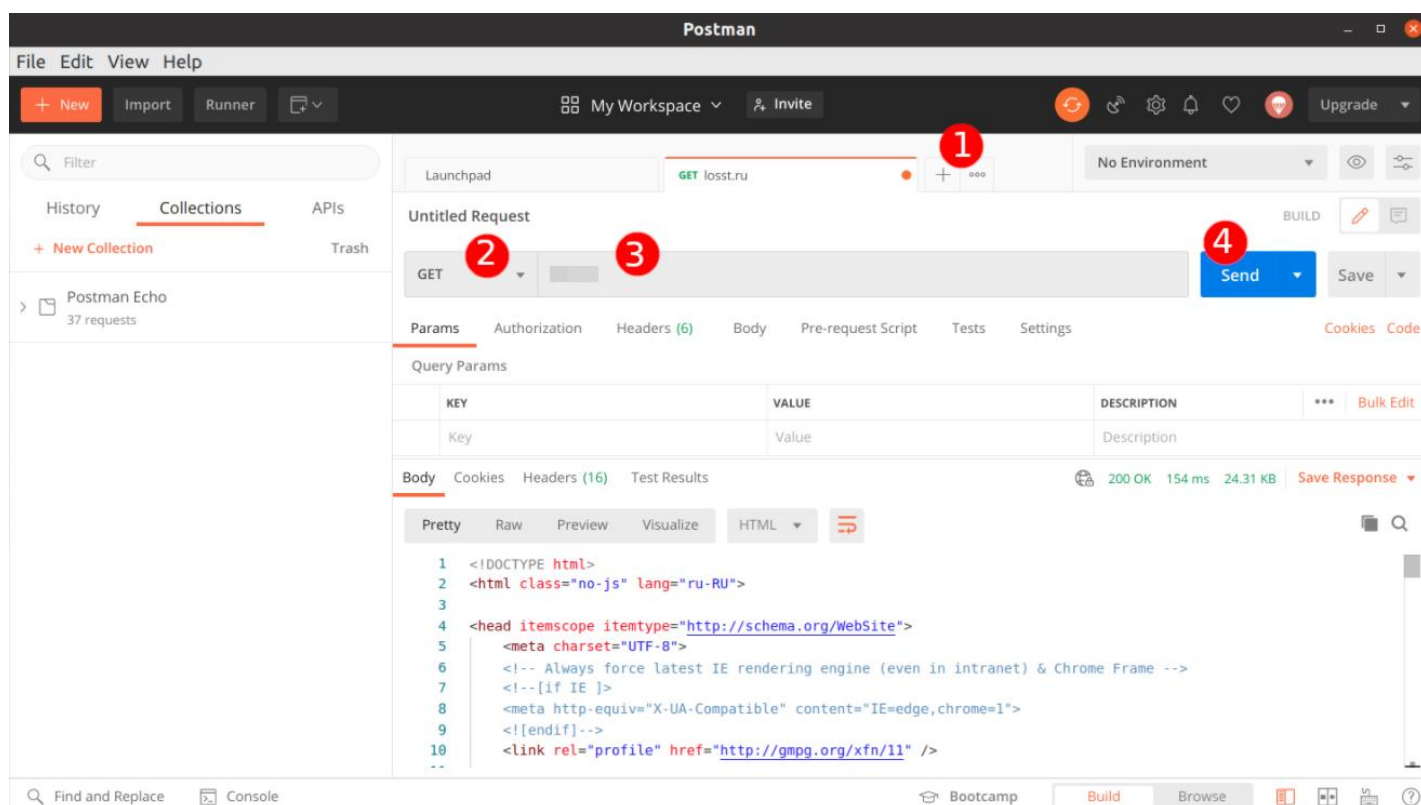 Postman
File Edit View Help
+ New Import Runner My Workspace Invite Upgrade
Filter
History Collections APIs
+ New Collection Trash
Postman Echo
37 requests
Launchpad GET losst.ru + 1 No Environment
Untitled Request BUILD
GET 2 3 4 Send Save
Params Authorization Headers (6) Body Pre-request Script Tests Settings Cookies Code
Query Params
KEY VALUE DESCRIPTION Bulk Edit
Key Value Description
Body Cookies Headers (16) Test Results 200 OK 154 ms 24.31 KB Save Response
Pretty Raw Preview Visualize HTML
1 <!DOCTYPE html>
2 <html class="no-js" lang="ru-RU">
3
4 <head itemscope itemtype="http://schema.org/WebSite">
5 <meta charset="UTF-8">
6 <!-- Always force latest IE rendering engine (even in intranet) & Chrome Frame -->
7 <!--[if IE ]>
8 <meta http-equiv="X-UA-Compatible" content="IE=edge,chrome=1">
9 <![endif]-->
10 <link rel="profile" href="http://gmpg.org/xfn/11" />
Find and Replace Console Bootcamp Build Browse